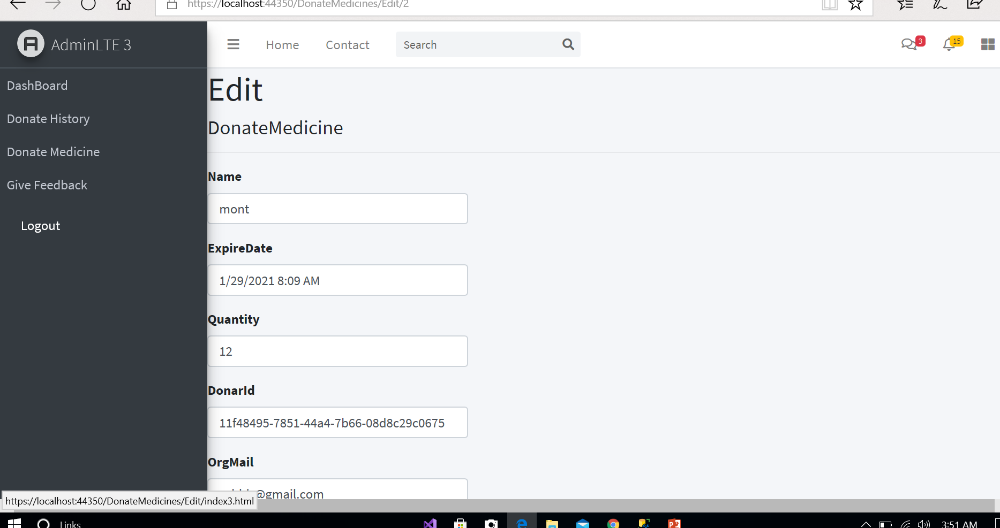 https://localhost:44350/DonateMedicines/Edit/2
AdminLTE 3
Home
Contact
Search
3
15
DashBoard
Donate History
Donate Medicine
Give Feedback
Logout
Edit
DonateMedicine
Name
mont
ExpireDate
1/29/2021 8:09 AM
Quantity
12
DonarId
11f48495-7851-44a4-7b66-08d8c29c0675
OrgMail
@gmail.com
https://localhost:44350/DonateMedicines/Edit/index3.html
Links
3:51 AM